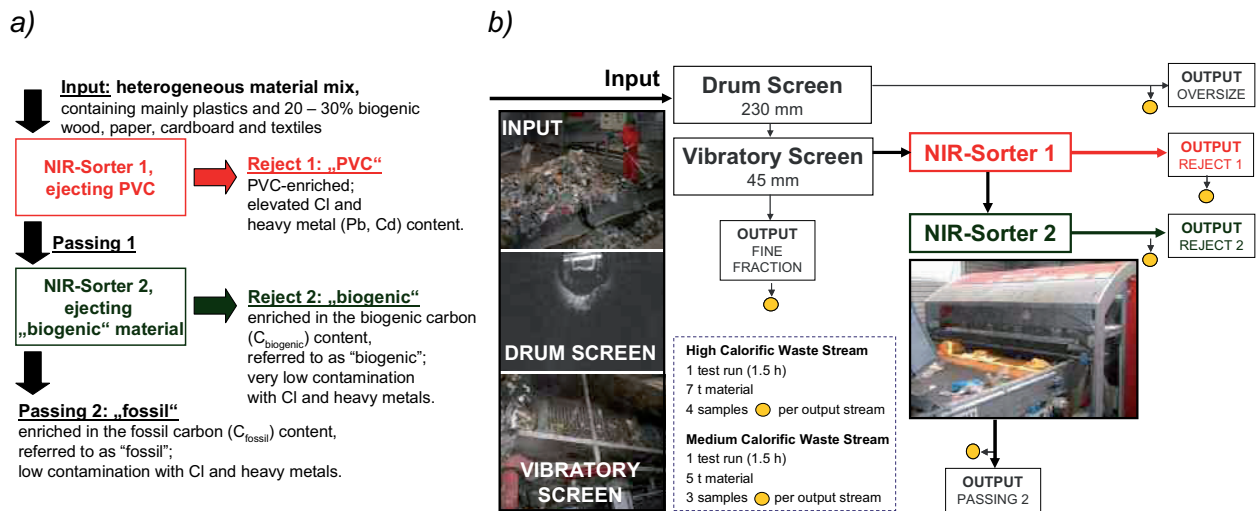 a)
Input: heterogeneous material mix,
containing mainly plastics and 20 – 30% biogenic
wood, paper, cardboard and textiles
NIR-Sorter 1,
ejecting PVC
Reject 1: „PVC“
PVC-enriched;
elevated Cl and
heavy metal (Pb, Cd) content.
Passing 1
NIR-Sorter 2,
ejecting
„biogenic“ material
Reject 2: „biogenic“
enriched in the biogenic carbon
(Cbiogenic) content,
referred to as “biogenic”;
very low contamination
with Cl and heavy metals.
Passing 2: „fossil“
enriched in the fossil carbon (Cfossil) content,
referred to as “fossil”;
low contamination with Cl and heavy metals.
b)
Input
Drum Screen
230 mm
OUTPUT
OVERSIZE
INPUT
Vibratory Screen
45 mm
NIR-Sorter 1
OUTPUT
REJECT 1
NIR-Sorter 2
OUTPUT
REJECT 2
OUTPUT
FINE
FRACTION
DRUM SCREEN
VIBRATORY
SCREEN
High Calorific Waste Stream
1 test run (1.5 h)
7 t material
4 samples per output stream
Medium Calorific Waste Stream
1 test run (1.5 h)
5 t material
3 samples per output stream
OUTPUT
PASSING 2